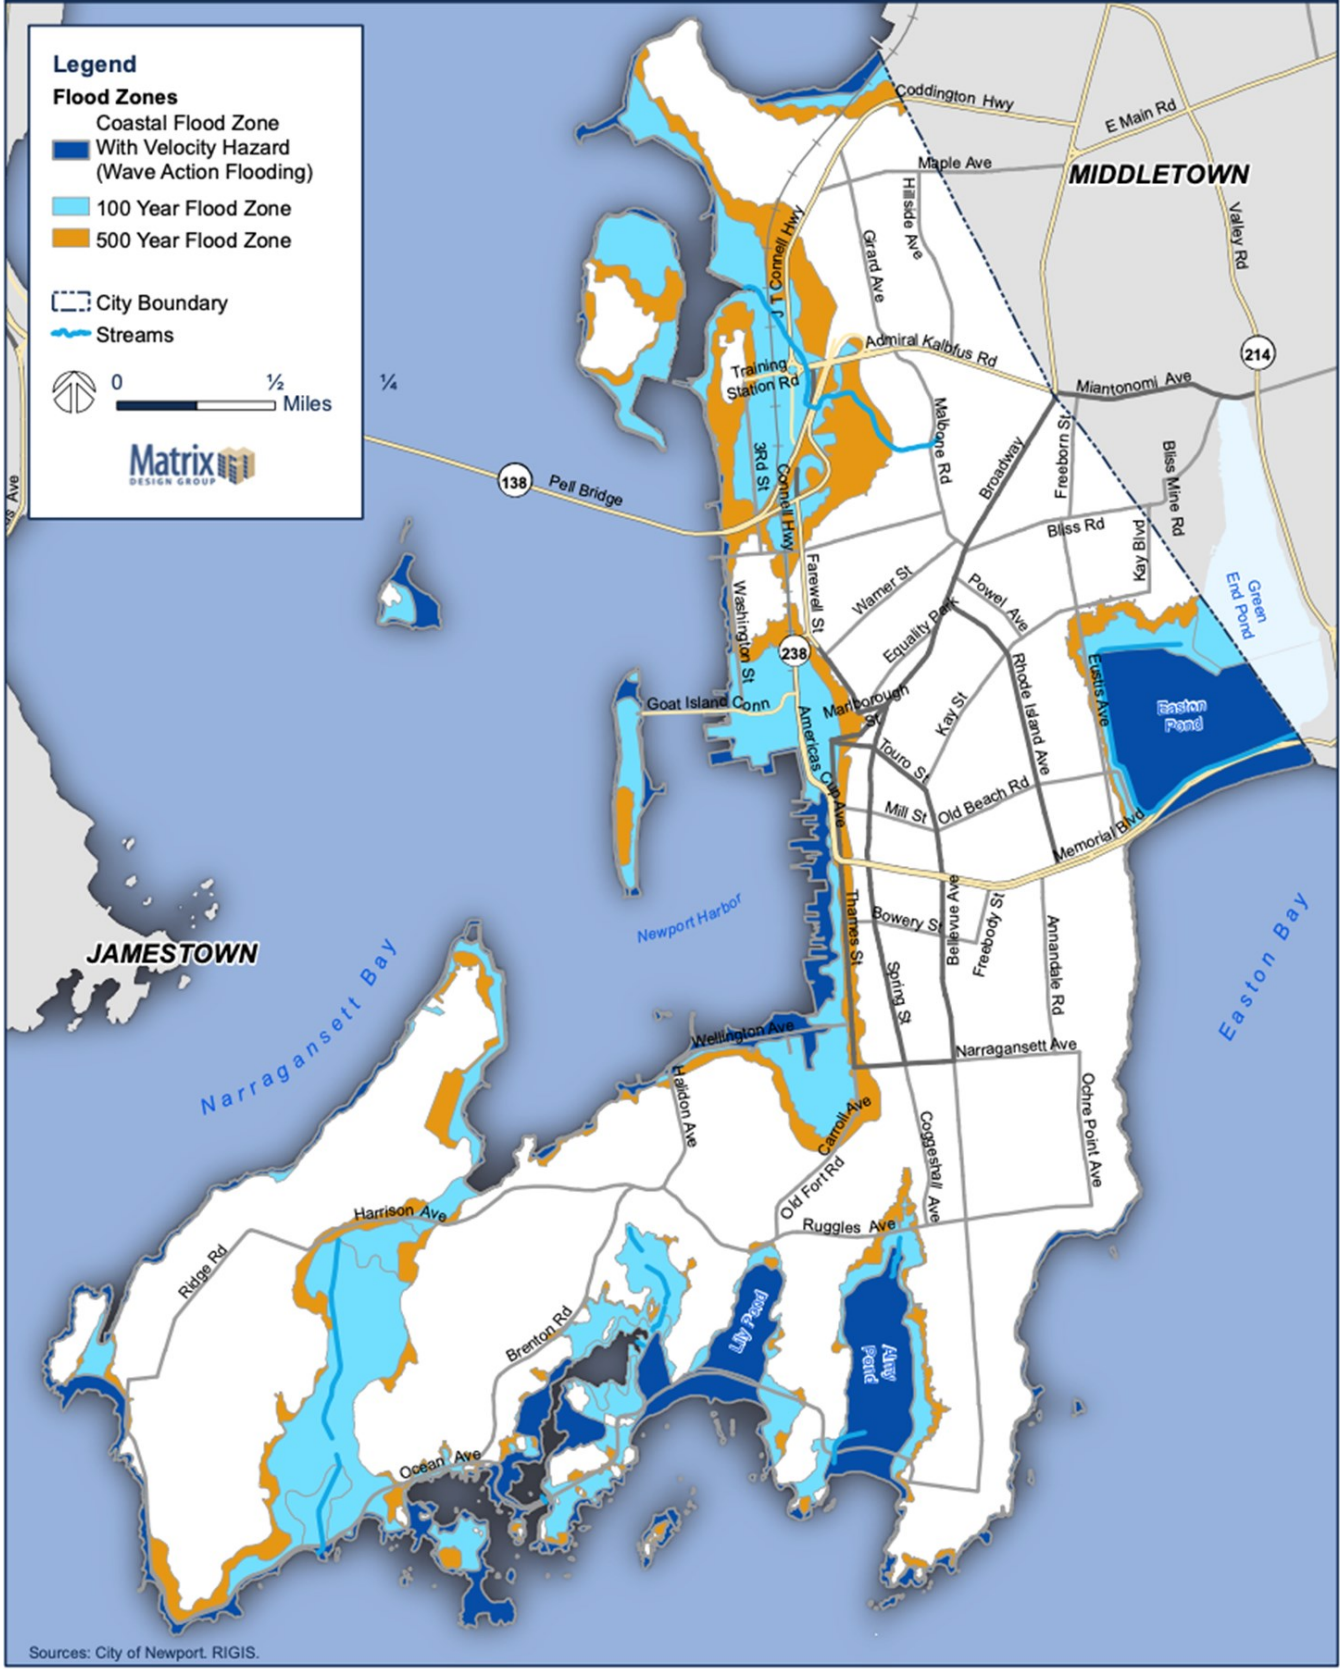 Legend
Flood Zones
Coastal Flood Zone
With Velocity Hazard
(Wave Action Flooding)
100 Year Flood Zone
500 Year Flood Zone
City Boundary
Streams
0 ½ ¼
Miles
Matrix
DESIGN GROUP
Coddington Hwy
E Main Rd
Maple Ave
MIDDLETOWN
Hillside Ave
Valley Rd
Girard Ave
J T Connell Hwy
Admiral Kalbfus Rd
214
Training
Station Rd
Miantonomi Ave
Malbone Rd
Broadway
Freeborn St
Bliss Mine Rd
3Rd St
Connell Hwy
138
Pell Bridge
Bliss Rd
Kay Blvd
Farewell St
Warner St
Powel Ave
Green
End Pond
Washington St
Equality Park
238
Goat Island Conn
Marlborough
St
Kay St
Rhode Island Ave
Eustis Ave
Easton
Pond
Americas Cup Ave
Touro St
Mill St
Old Beach Rd
Memorial Blvd
Newport Harbor
Thames St
Bowery St
Bellevue Ave
Freebody St
Annandale Rd
Easton Bay
JAMESTOWN
Narragansett Bay
Spring St
Wellington Ave
Narragansett Ave
Halidon Ave
Carroll Ave
Coggeshall Ave
Ochre Point Ave
Old Fort Rd
Harrison Ave
Ruggles Ave
Ridge Rd
Brenton Rd
Lily Pond
Almy
Pond
Ocean Ave
Sources: City of Newport. RIGIS.